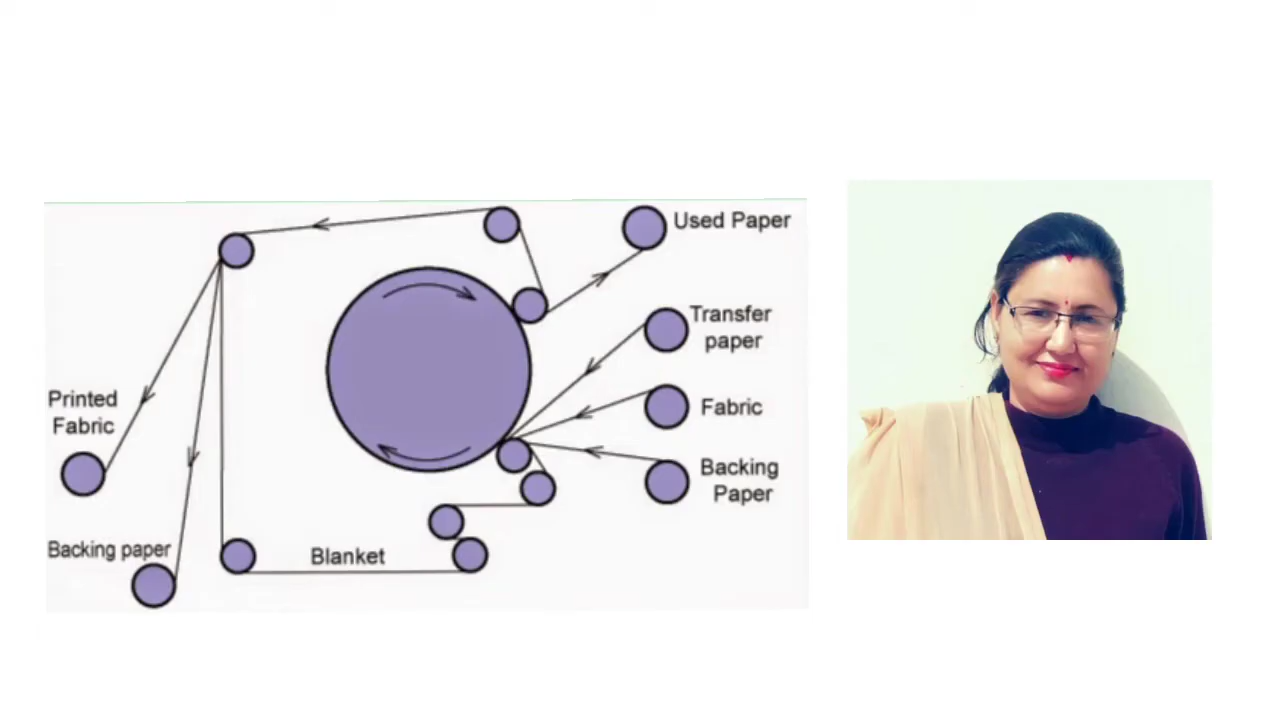 Used Paper
Transfer
paper
Fabric
Backing
Paper
Printed
Fabric
Backing paper
Blanket